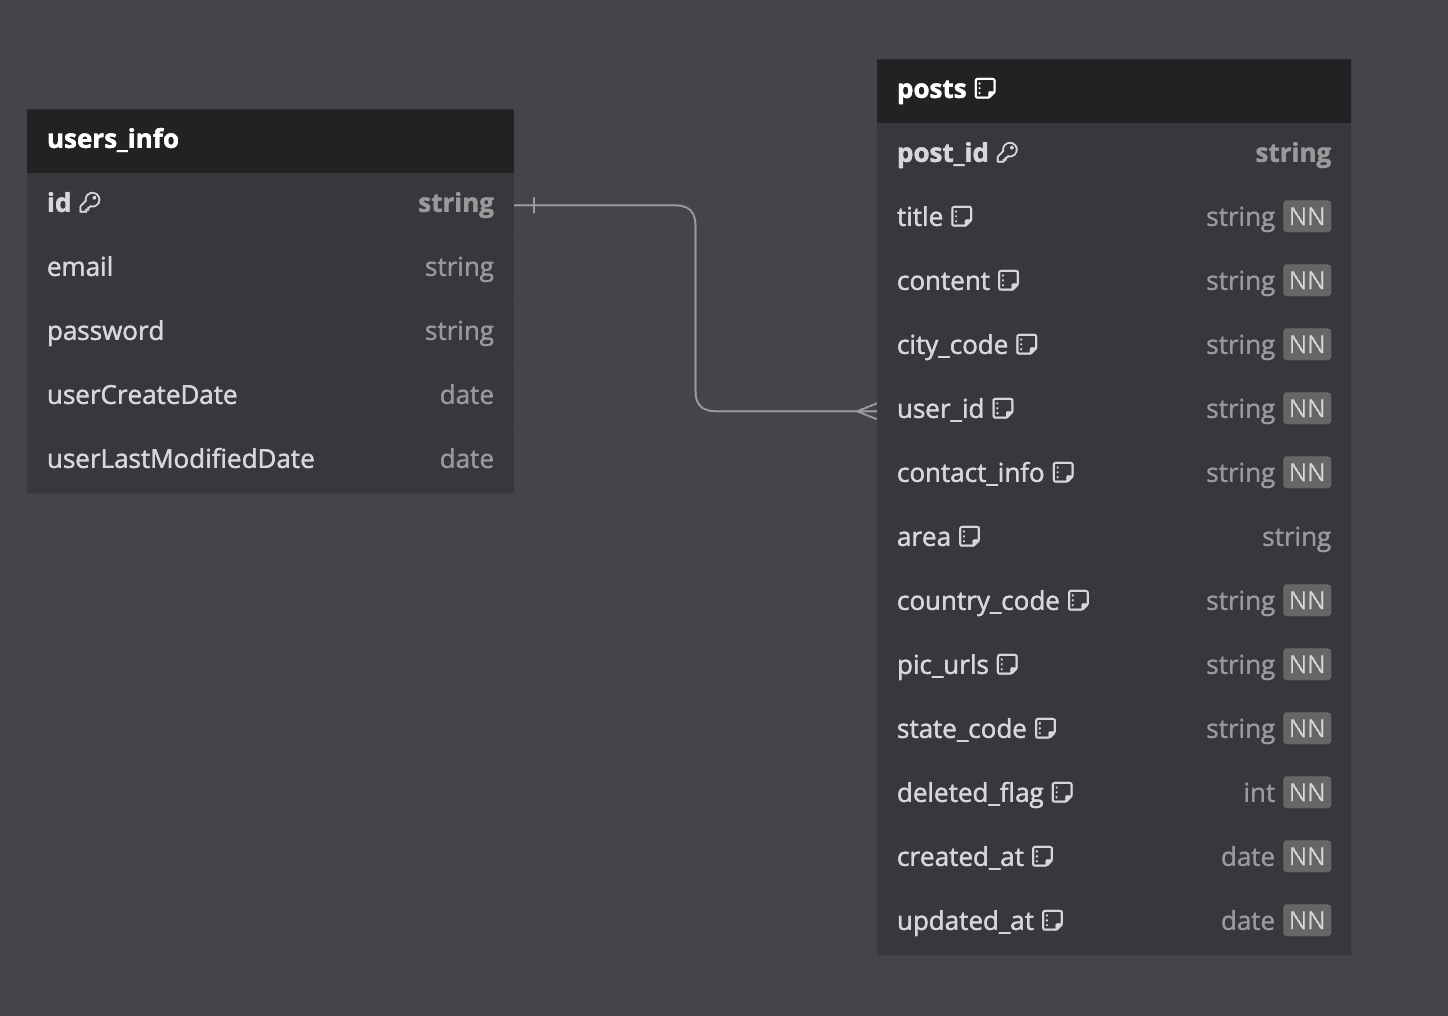 users_info
id string
email string
password string
userCreateDate date
userLastModifiedDate date
posts
post_id string
title string NN
content string NN
city_code string NN
user_id string NN
contact_info string NN
area string
country_code string NN
pic_urls string NN
state_code string NN
deleted_flag int NN
created_at date NN
updated_at date NN